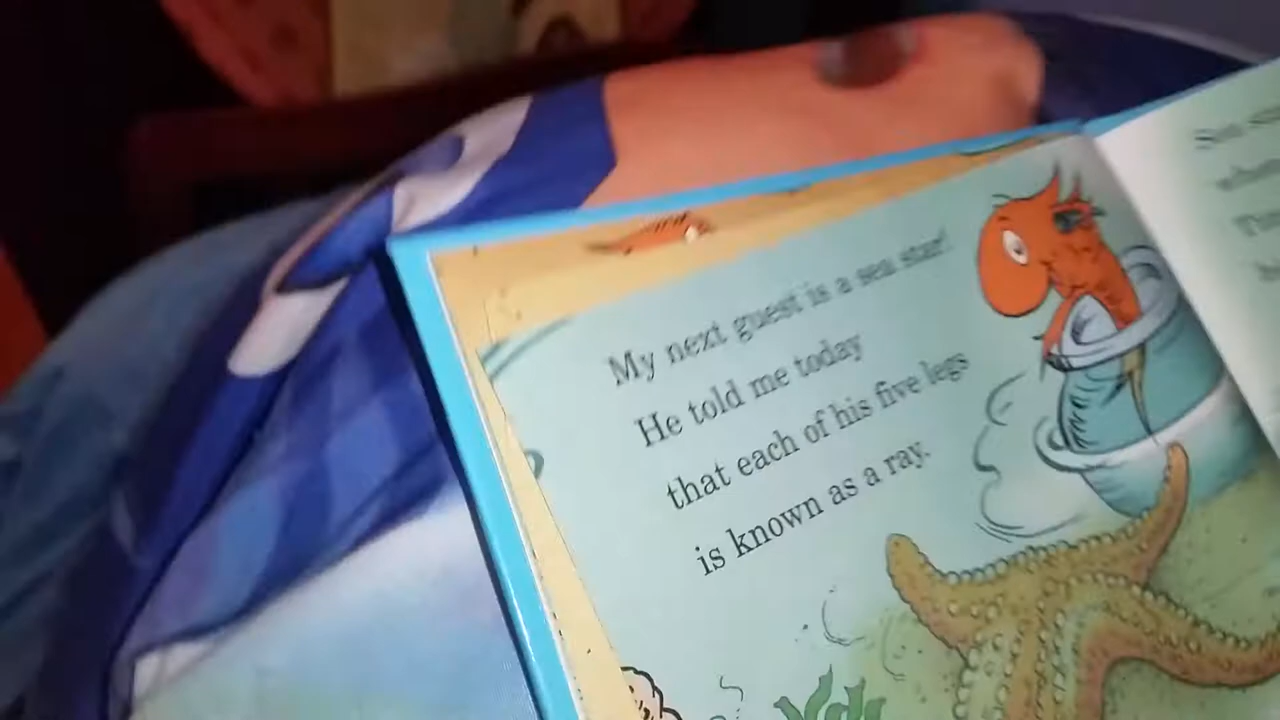 My next guest is a sea star!
He told me today
that each of his five legs
is known as a ray.